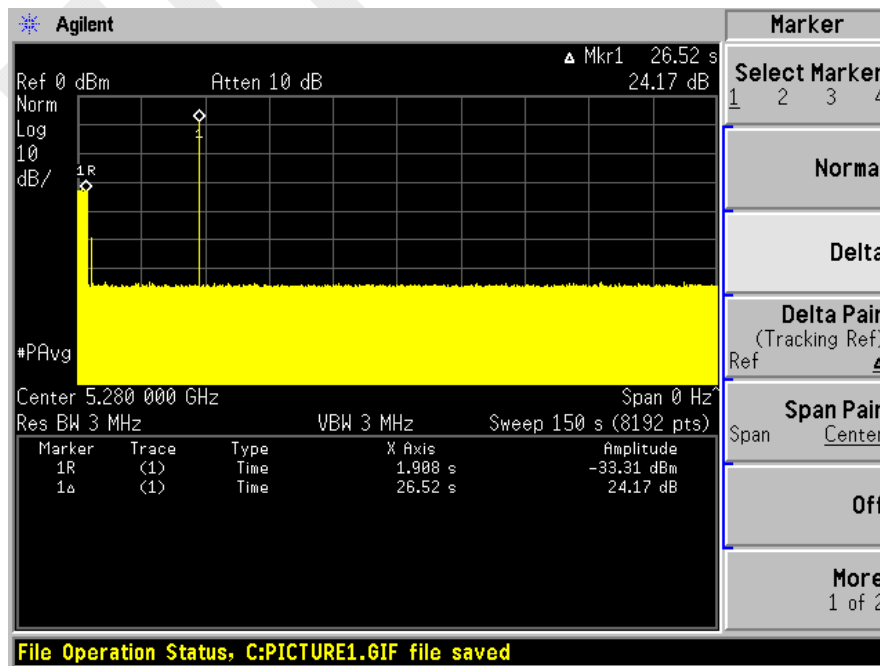 Agilent
Marker
Δ Mkr1 26.52 s
Ref 0 dBm Atten 10 dB 24.17 dB
Norm
Log
10
dB/
1R
1
#PAvg
Center 5.280 000 GHz Span 0 Hz^
Res BW 3 MHz VBW 3 MHz Sweep 150 s (8192 pts)
Marker Trace Type X Axis Amplitude
1R (1) Time 1.908 s -33.31 dBm
1Δ (1) Time 26.52 s 24.17 dB
Select Marker
1 2 3 4
Norma
Delta
Delta Pair
(Tracking Ref)
Ref Δ
Span Pair
Span Center
Off
More
1 of 2
File Operation Status, C:PICTURE1.GIF file saved